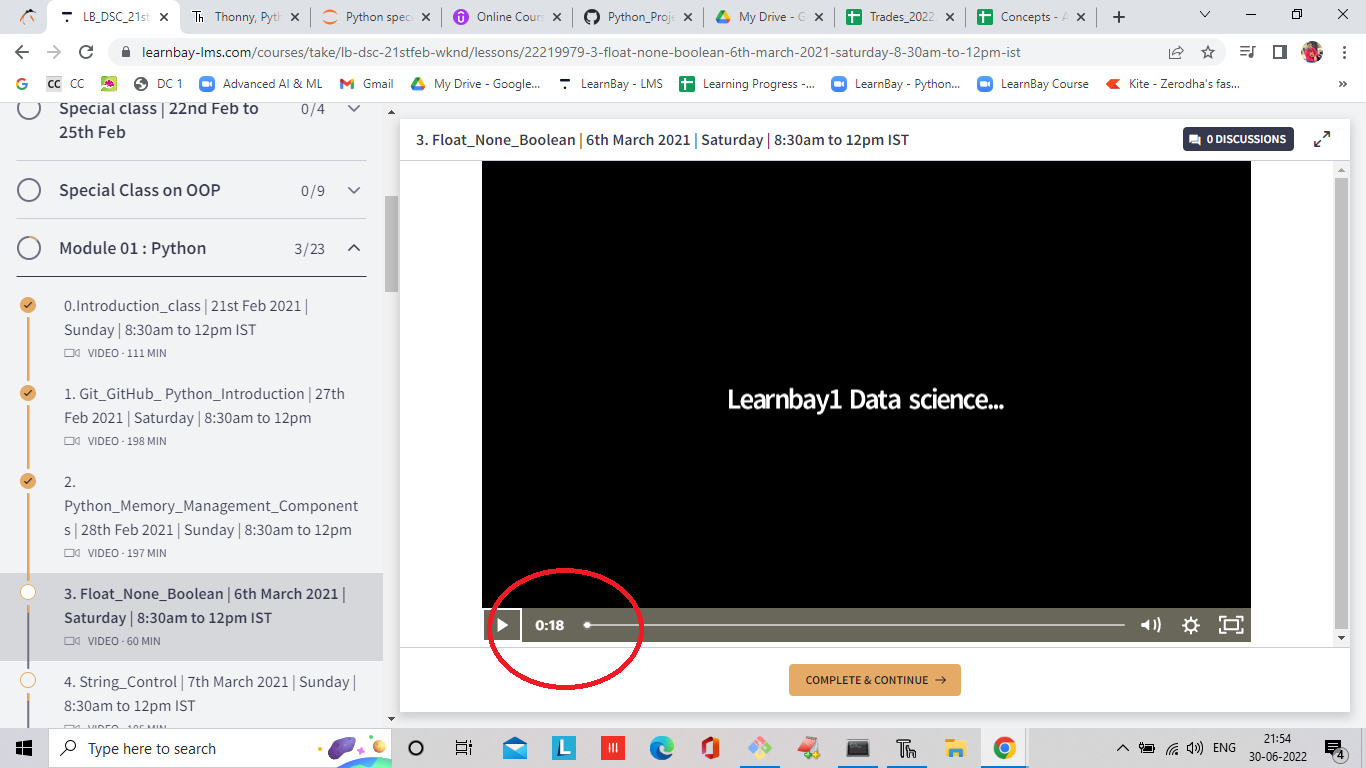 LB_DSC_21st
Thonny, Pyth
Python spec
Online Cours
Python_Proje
My Drive - G
Trades_2022
Concepts - A
learnbay-lms.com/courses/take/lb-dsc-21stfeb-wknd/lessons/22219979-3-float-none-boolean-6th-march-2021-saturday-8-30am-to-12pm-ist
CC CC
DC 1
Advanced AI & ML
Gmail
My Drive - Google...
LearnBay - LMS
Learning Progress -...
LearnBay - Python...
LearnBay Course
Kite - Zerodha's fas...
Special class | 22nd Feb to
0/4
25th Feb
Special Class on OOP
0/9
Module 01 : Python
3/23
0.Introduction_class | 21st Feb 2021 |
Sunday | 8:30am to 12pm IST
VIDEO · 111 MIN
1. Git_GitHub_ Python_Introduction | 27th
Feb 2021 | Saturday | 8:30am to 12pm
VIDEO · 198 MIN
2.
Python_Memory_Management_Component
s | 28th Feb 2021 | Sunday | 8:30am to 12pm
VIDEO · 197 MIN
3. Float_None_Boolean | 6th March 2021 |
Saturday | 8:30am to 12pm IST
VIDEO · 60 MIN
4. String_Control | 7th March 2021 | Sunday |
8:30am to 12pm IST
3. Float_None_Boolean | 6th March 2021 | Saturday | 8:30am to 12pm IST
0 DISCUSSIONS
Learnbay1 Data science...
0:18
COMPLETE & CONTINUE →
Type here to search
ENG
21:54
30-06-2022
4